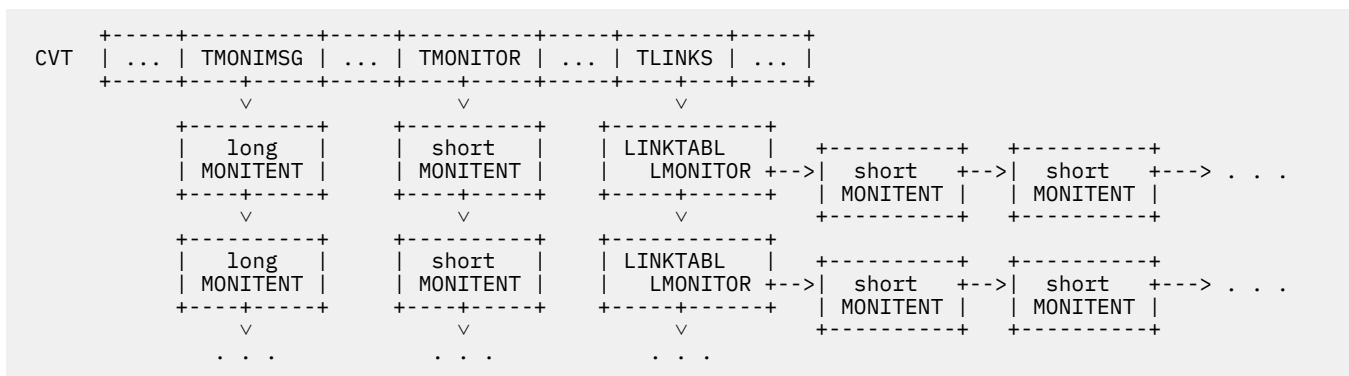 +-----+----------+-----+----------+-----+--------+-----+
CVT | ... | TMONIMSG | ... | TMONITOR | ... | TLINKS | ... |
+-----+----+-----+-----+----+-----+-----+----+---+-----+
v v v
+----------+ +----------+ +------------+
| long | | short | | LINKTABL | +----------+ +----------+
| MONITENT | | MONITENT | | LMONITOR +-->| short +-->| short +---> . . .
+----+-----+ +----+-----+ +-----+------+ | MONITENT | | MONITENT |
v v v +----------+ +----------+
+----------+ +----------+ +------------+
| long | | short | | LINKTABL | +----------+ +----------+
| MONITENT | | MONITENT | | LMONITOR +-->| short +-->| short +---> . . .
+----+-----+ +----+-----+ +-----+------+ | MONITENT | | MONITENT |
v v v +----------+ +----------+
. . . . . . . . .